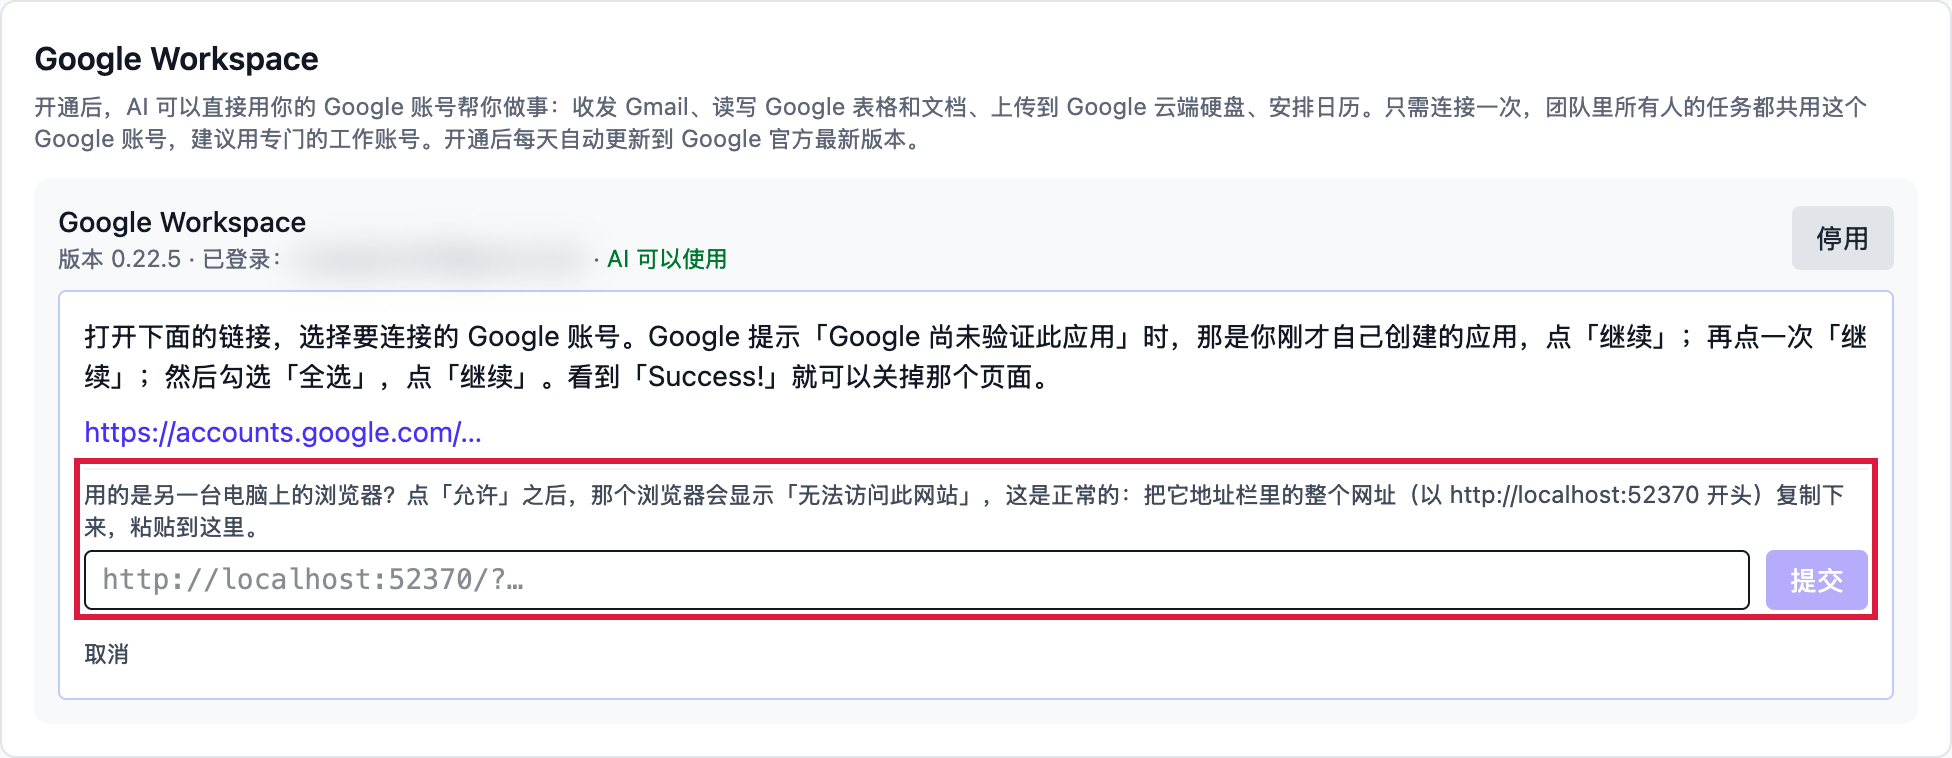 Google Workspace
开通后，AI 可以直接用你的 Google 账号帮你做事：收发 Gmail、读写 Google 表格和文档、上传到 Google 云端硬盘、安排日历。只需连接一次，团队里所有人的任务都共用这个
Google 账号，建议用专门的工作账号。开通后每天自动更新到 Google 官方最新版本。
Google Workspace
停用
版本 0.22.5 · 已登录： · AI 可以使用
打开下面的链接，选择要连接的 Google 账号。Google 提示「Google 尚未验证此应用」时，那是你刚才自己创建的应用，点「继续」；再点一次「继
续」；然后勾选「全选」，点「继续」。看到「Success!」就可以关掉那个页面。
https://accounts.google.com/...
用的是另一台电脑上的浏览器？点「允许」之后，那个浏览器会显示「无法访问此网站」，这是正常的：把它地址栏里的整个网址（以 http://localhost:52370 开头）复制下
来，粘贴到这里。
http://localhost:52370/?…
提交
取消